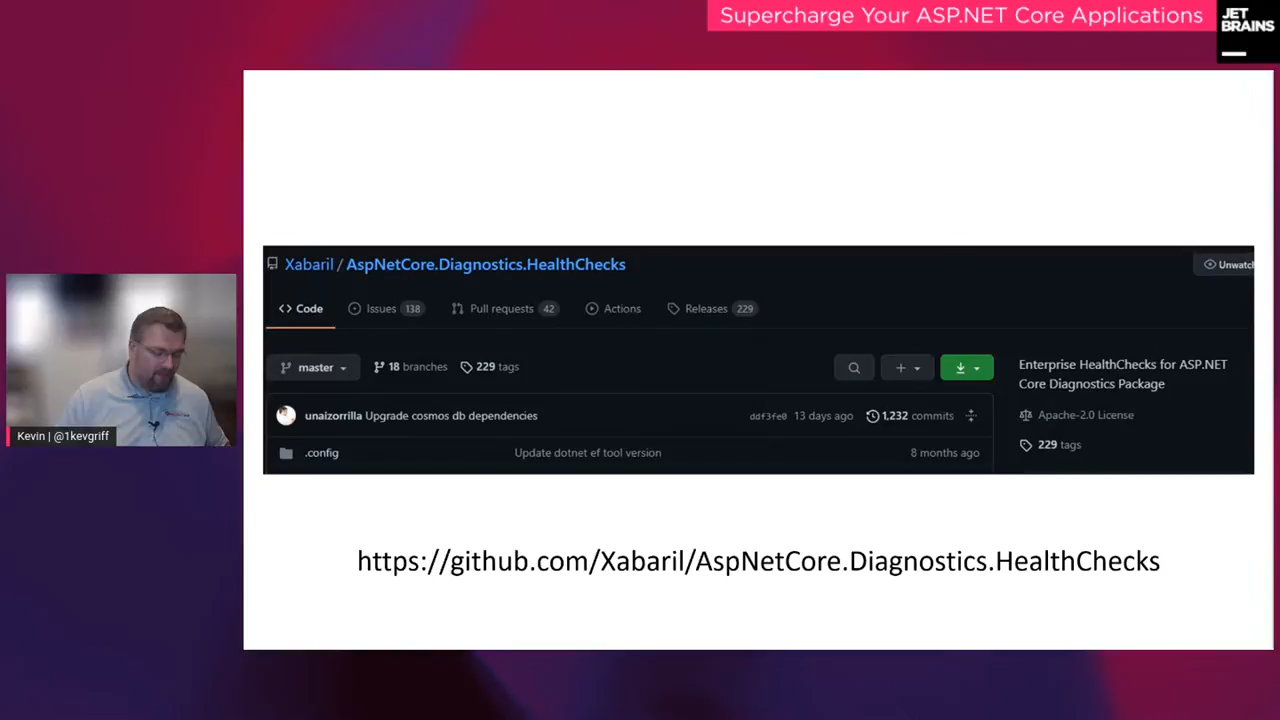 Supercharge Your ASP.NET Core Applications
JET
BRAINS
Xabaril / AspNetCore.Diagnostics.HealthChecks
Unwatch
Code
Issues 138
Pull requests 42
Actions
Releases 229
master
18 branches
229 tags
Enterprise HealthChecks for ASP.NET
Core Diagnostics Package
unaizorrilla Upgrade cosmos db dependencies
ddf3fe0
13 days ago
1,232 commits
Apache-2.0 License
.config
Update dotnet ef tool version
8 months ago
229 tags
Kevin | @1kevgriff
https://github.com/Xabaril/AspNetCore.Diagnostics.HealthChecks